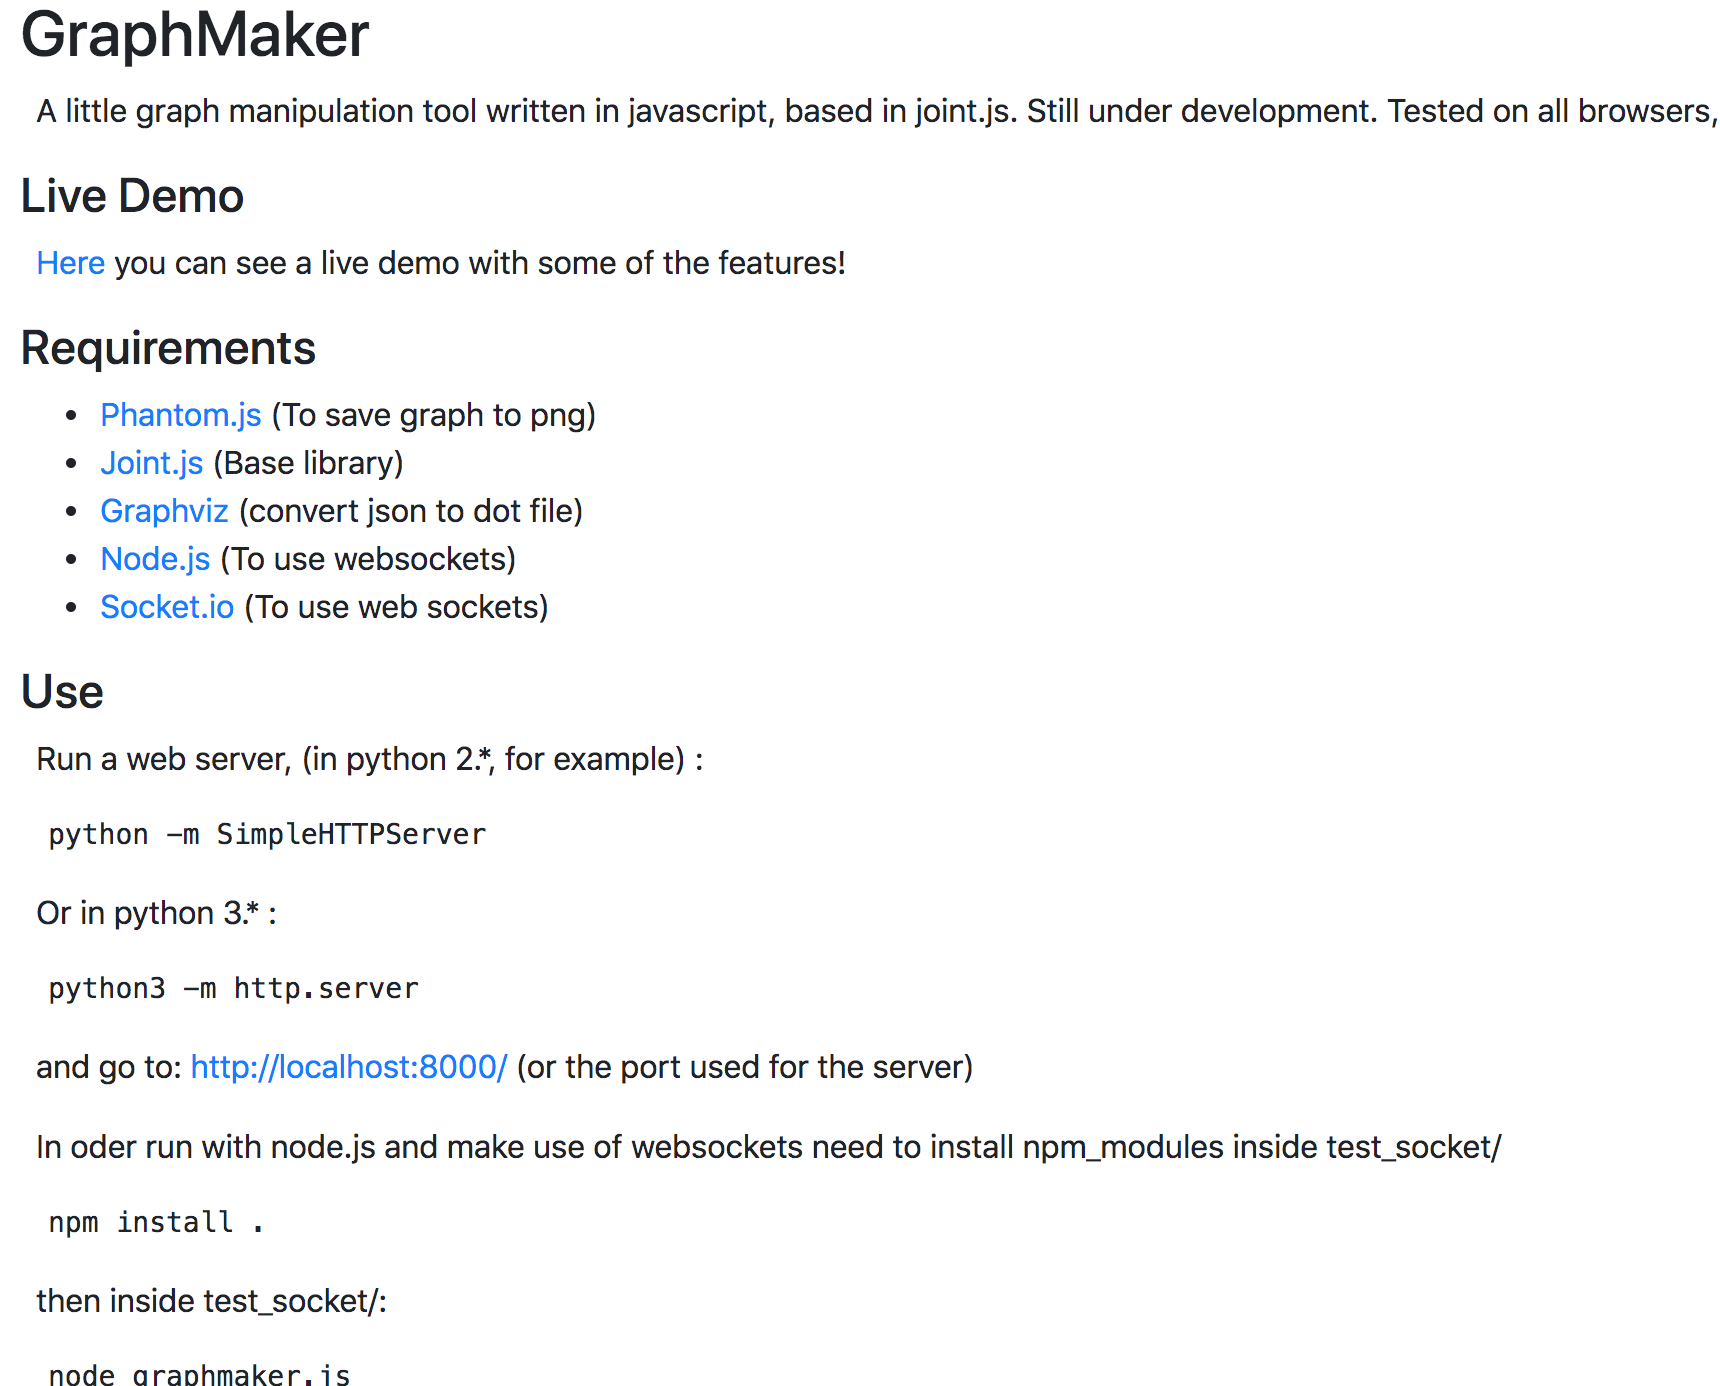 GraphMaker
A little graph manipulation tool written in javascript, based in joint.js. Still under development. Tested on all browsers,
Live Demo
Here you can see a live demo with some of the features!
Requirements
• Phantom.js (To save graph to png)
• Joint.js (Base library)
• Graphviz (convert json to dot file)
• Node.js (To use websockets)
• Socket.io (To use web sockets)
Use
Run a web server, (in python 2.*, for example) :
python -m SimpleHTTPServer
Or in python 3.* :
python3 -m http.server
and go to: http://localhost:8000/ (or the port used for the server)
In oder run with node.js and make use of websockets need to install npm_modules inside test_socket/
npm install .
then inside test_socket/:
node graphmaker.js